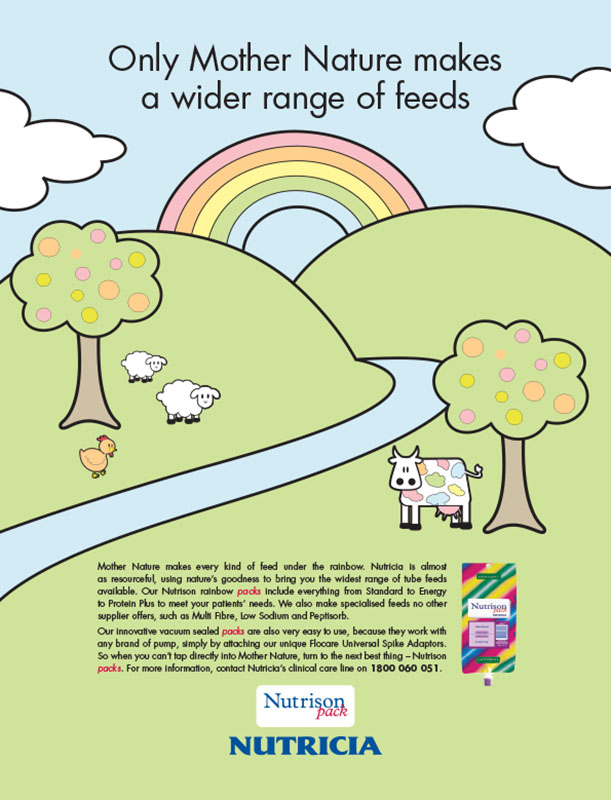 Only Mother Nature makes
a wider range of feeds
Mother Nature makes every kind of feed under the rainbow. Nutricia is almost
as resourceful, using nature's goodness to bring you the widest range of tube feeds
available. Our Nutrison rainbow packs include everything from Standard to Energy
to Protein Plus to meet your patients' needs. We also make specialised feeds no other
supplier offers, such as Multi Fibre, Low Sodium and Peptisorb.
Our innovative vacuum sealed packs are also very easy to use, because they work with
any brand of pump, simply by attaching our unique Flocare Universal Spike Adaptors.
So when you can't tap directly into Mother Nature, turn to the next best thing – Nutrison
packs. For more information, contact Nutricia's clinical care line on 1800 060 051.
Nutrison
pack
Nutrison
pack
NUTRICIA